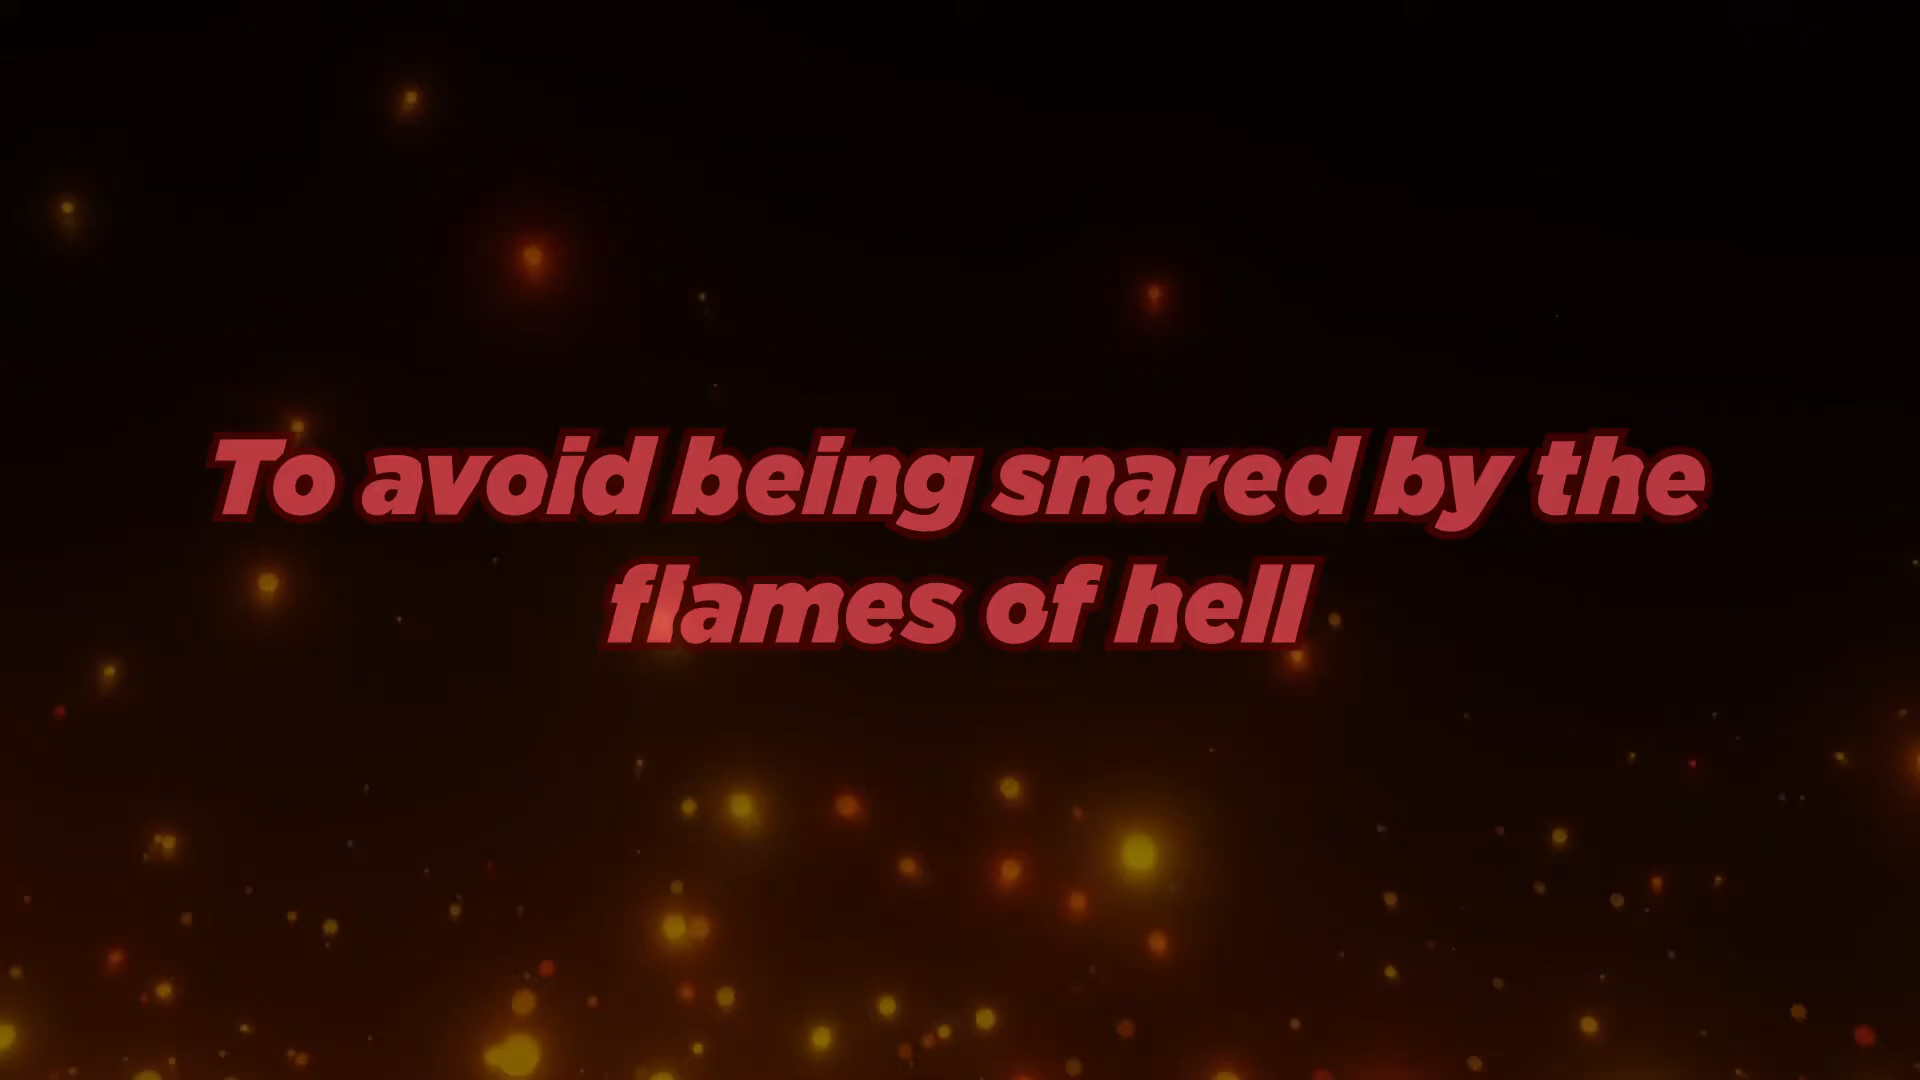 To avoid being snared by the
flames of hell